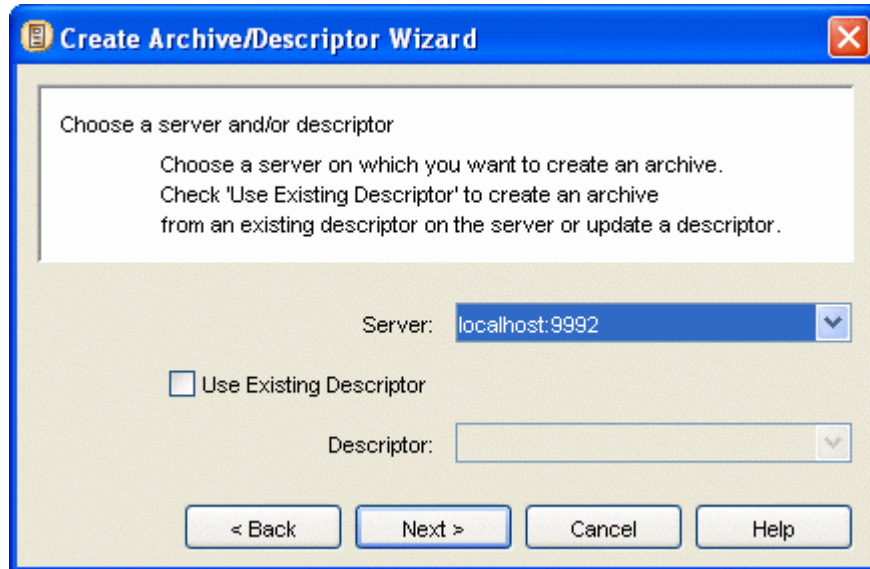 Create Archive/Descriptor Wizard
Choose a server and/or descriptor
Choose a server on which you want to create an archive.
Check 'Use Existing Descriptor' to create an archive
from an existing descriptor on the server or update a descriptor.
Server: localhost:9992
Use Existing Descriptor
Descriptor:
< Back Next > Cancel Help